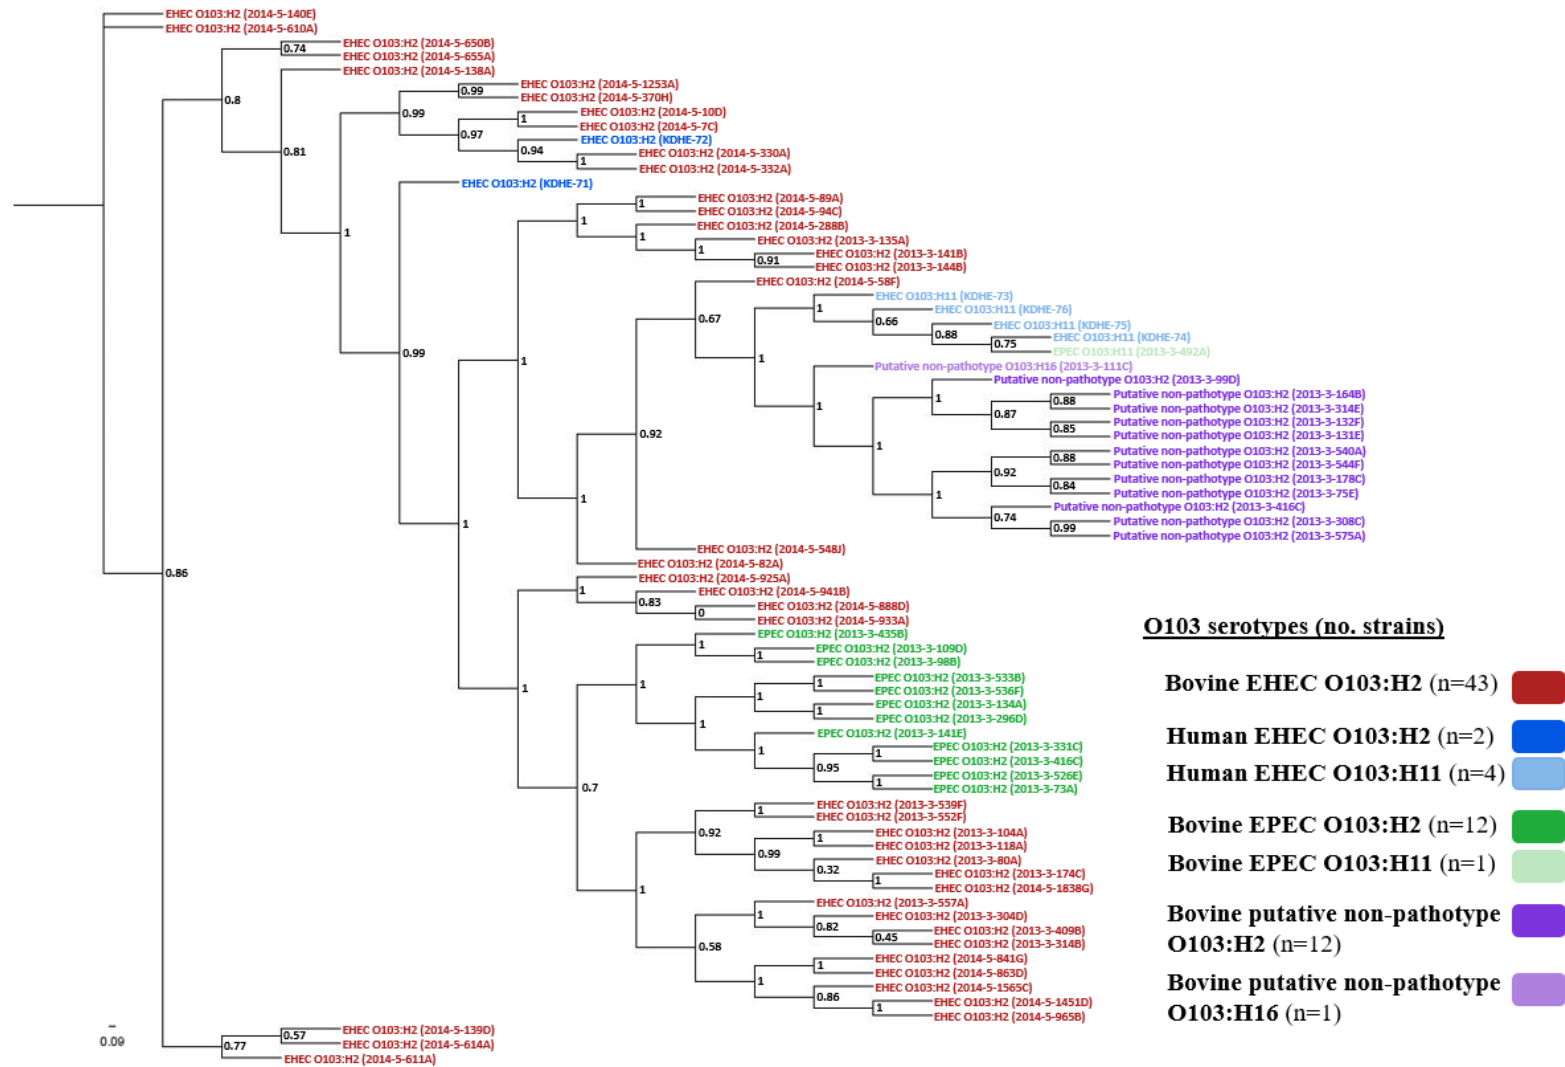 EHEC O103:H2 (2014-5-140E)
EHEC O103:H2 (2014-5-610A)
EHEC O103:H2 (2014-5-650B)
0.74
EHEC O103:H2 (2014-5-655A)
EHEC O103:H2 (2014-5-138A)
EHEC O103:H2 (2014-5-1253A)
0.99
EHEC O103:H2 (2014-5-370H)
0.8
0.99
EHEC O103:H2 (2014-5-10D)
1
EHEC O103:H2 (2014-5-7C)
0.97
EHEC O103:H2 (KDHE-72)
0.81
0.94
EHEC O103:H2 (2014-5-330A)
1
EHEC O103:H2 (2014-5-332A)
EHEC O103:H2 (KDHE-71)
EHEC O103:H2 (2014-5-89A)
1
EHEC O103:H2 (2014-5-94C)
1
EHEC O103:H2 (2014-5-288B)
1
1
EHEC O103:H2 (2013-3-135A)
1
EHEC O103:H2 (2013-3-141B)
0.91
EHEC O103:H2 (2013-3-144B)
EHEC O103:H2 (2014-5-58F)
EHEC O103:H11 (KDHE-73)
1
EHEC O103:H11 (KDHE-76)
0.67
0.66
EHEC O103:H11 (KDHE-75)
0.88
EHEC O103:H11 (KDHE-74)
0.75
EPEC O103:H11 (2013-3-492A)
0.99
1
1
Putative non-pathotype O103:H16 (2013-3-111C)
Putative non-pathotype O103:H2 (2013-3-99D)
1
Putative non-pathotype O103:H2 (2013-3-164B)
0.88
Putative non-pathotype O103:H2 (2013-3-314E)
1
0.87
Putative non-pathotype O103:H2 (2013-3-132F)
0.85
Putative non-pathotype O103:H2 (2013-3-131E)
0.92
1
Putative non-pathotype O103:H2 (2013-3-540A)
0.88
Putative non-pathotype O103:H2 (2013-3-544F)
0.92
Putative non-pathotype O103:H2 (2013-3-178C)
0.84
Putative non-pathotype O103:H2 (2013-3-75E)
1
1
Putative non-pathotype O103:H2 (2013-3-416C)
0.74
Putative non-pathotype O103:H2 (2013-3-308C)
0.99
Putative non-pathotype O103:H2 (2013-3-575A)
1
EHEC O103:H2 (2014-5-548J)
EHEC O103:H2 (2014-5-82A)
0.86
EHEC O103:H2 (2014-5-925A)
1
EHEC O103:H2 (2014-5-941B)
0.83
EHEC O103:H2 (2014-5-888D)
0
EHEC O103:H2 (2014-5-933A)
EPEC O103:H2 (2013-3-435B)
1
EPEC O103:H2 (2013-3-109D)
1
EPEC O103:H2 (2013-3-98B)
EPEC O103:H2 (2013-3-533B)
1
1
EPEC O103:H2 (2013-3-536F)
1
1
EPEC O103:H2 (2013-3-134A)
1
EPEC O103:H2 (2013-3-296D)
1
EPEC O103:H2 (2013-3-141E)
1
EPEC O103:H2 (2013-3-331C)
1
EPEC O103:H2 (2013-3-416C)
0.95
EPEC O103:H2 (2013-3-526E)
1
EPEC O103:H2 (2013-3-73A)
0.7
EHEC O103:H2 (2013-3-539F)
1
EHEC O103:H2 (2013-3-552F)
0.92
EHEC O103:H2 (2013-3-104A)
1
EHEC O103:H2 (2013-3-118A)
0.99
EHEC O103:H2 (2013-3-80A)
0.32
EHEC O103:H2 (2013-3-174C)
1
EHEC O103:H2 (2014-5-1838G)
1
EHEC O103:H2 (2013-3-557A)
1
EHEC O103:H2 (2013-3-304D)
0.82
EHEC O103:H2 (2013-3-409B)
0.45
EHEC O103:H2 (2013-3-314B)
0.58
EHEC O103:H2 (2014-5-841G)
1
EHEC O103:H2 (2014-5-863D)
1
EHEC O103:H2 (2014-5-1565C)
0.86
EHEC O103:H2 (2014-5-1451D)
1
EHEC O103:H2 (2014-5-965B)
EHEC O103:H2 (2014-5-139D)
0.57
EHEC O103:H2 (2014-5-614A)
0.77
EHEC O103:H2 (2014-5-611A)
0.09
O103 serotypes (no. strains)
Bovine EHEC O103:H2 (n=43)
Human EHEC O103:H2 (n=2)
Human EHEC O103:H11 (n=4)
Bovine EPEC O103:H2 (n=12)
Bovine EPEC O103:H11 (n=1)
Bovine putative non-pathotype
O103:H2 (n=12)
Bovine putative non-pathotype
O103:H16 (n=1)